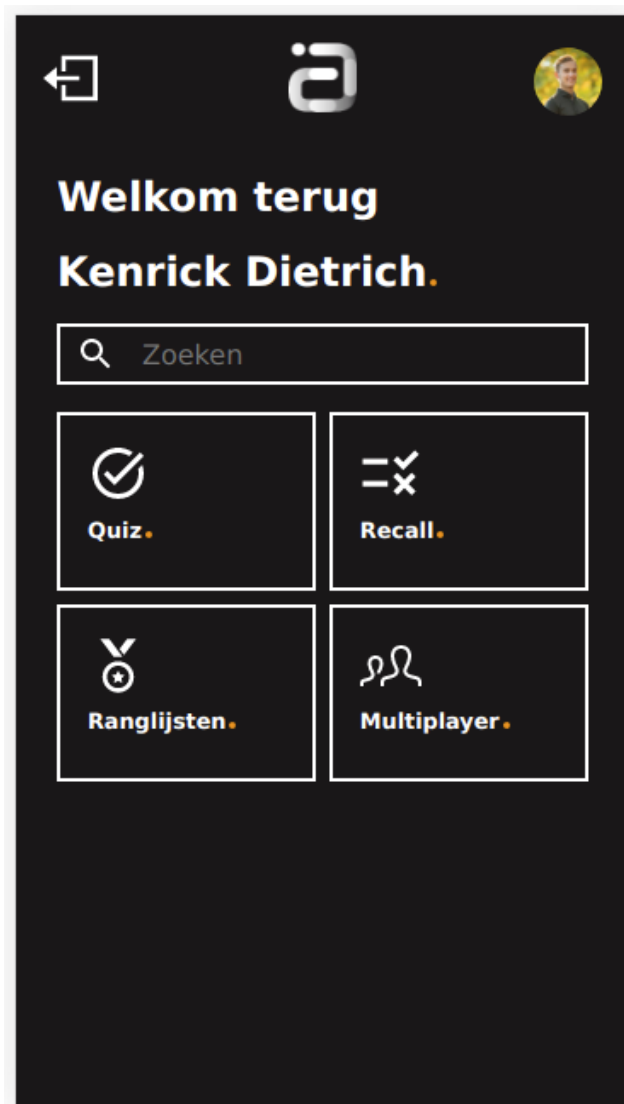 Welkom terug
Kenrick Dietrich.
Zoeken
Quiz.
Recall.
Ranglijsten.
Multiplayer.